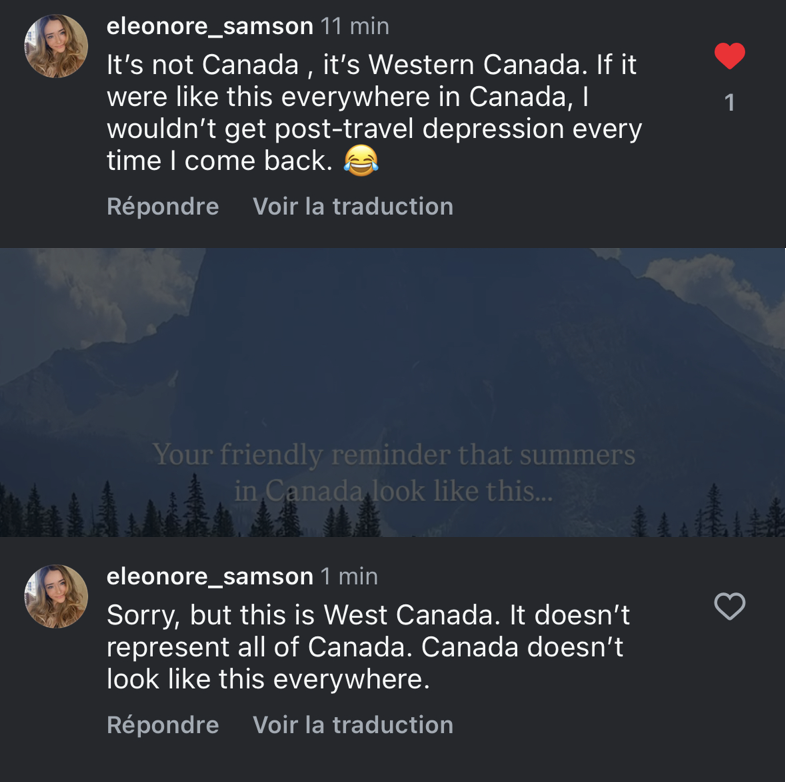 eleonore_samson 11 min
It's not Canada , it's Western Canada. If it
were like this everywhere in Canada, I
wouldn't get post-travel depression every
time I come back. 😂
1
Répondre Voir la traduction
Your friendly reminder that summers
in Canada look like this...
eleonore_samson 1 min
Sorry, but this is West Canada. It doesn't
represent all of Canada. Canada doesn't
look like this everywhere.
Répondre Voir la traduction